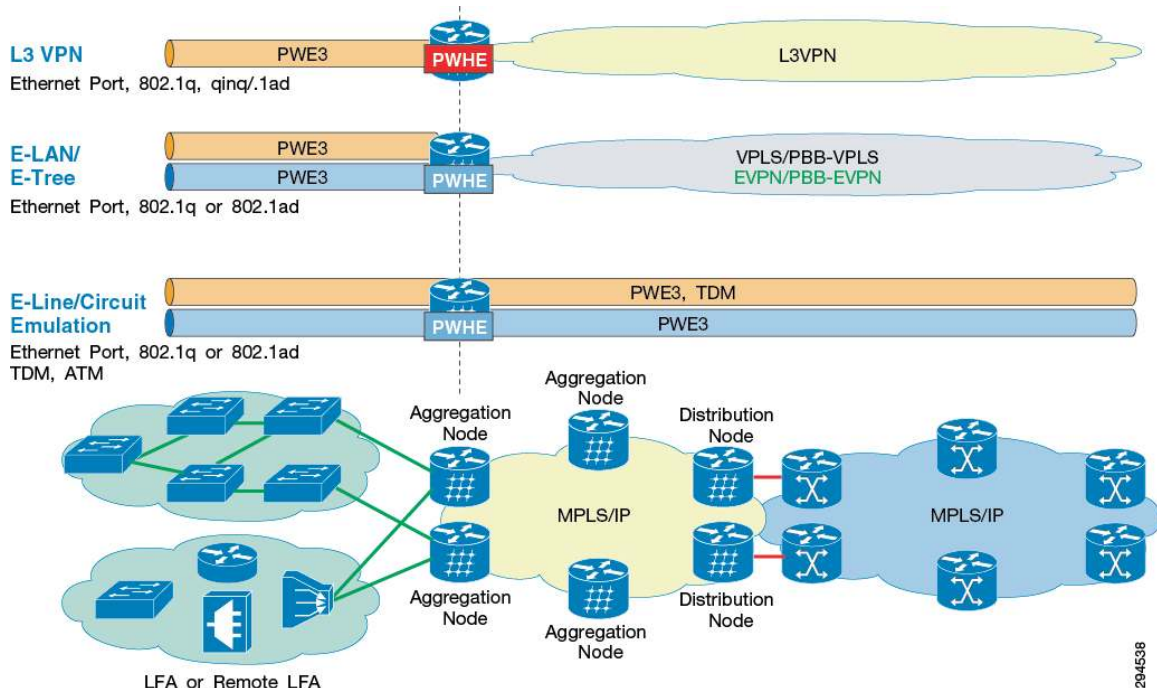 L3 VPN
PWE3
PWHE
L3VPN
Ethernet Port, 802.1q, qinq/.1ad
E-LAN/
E-Tree
PWE3
PWE3
PWHE
VPLS/PBB-VPLS
EVPN/PBB-EVPN
Ethernet Port, 802.1q or 802.1ad
E-Line/Circuit
Emulation
PWE3, TDM
PWHE
PWE3
Ethernet Port, 802.1q or 802.1ad
TDM, ATM
Aggregation
Node
Aggregation
Node
Distribution
Node
MPLS/IP
MPLS/IP
Aggregation
Node
Aggregation
Node
Distribution
Node
LFA or Remote LFA
294538